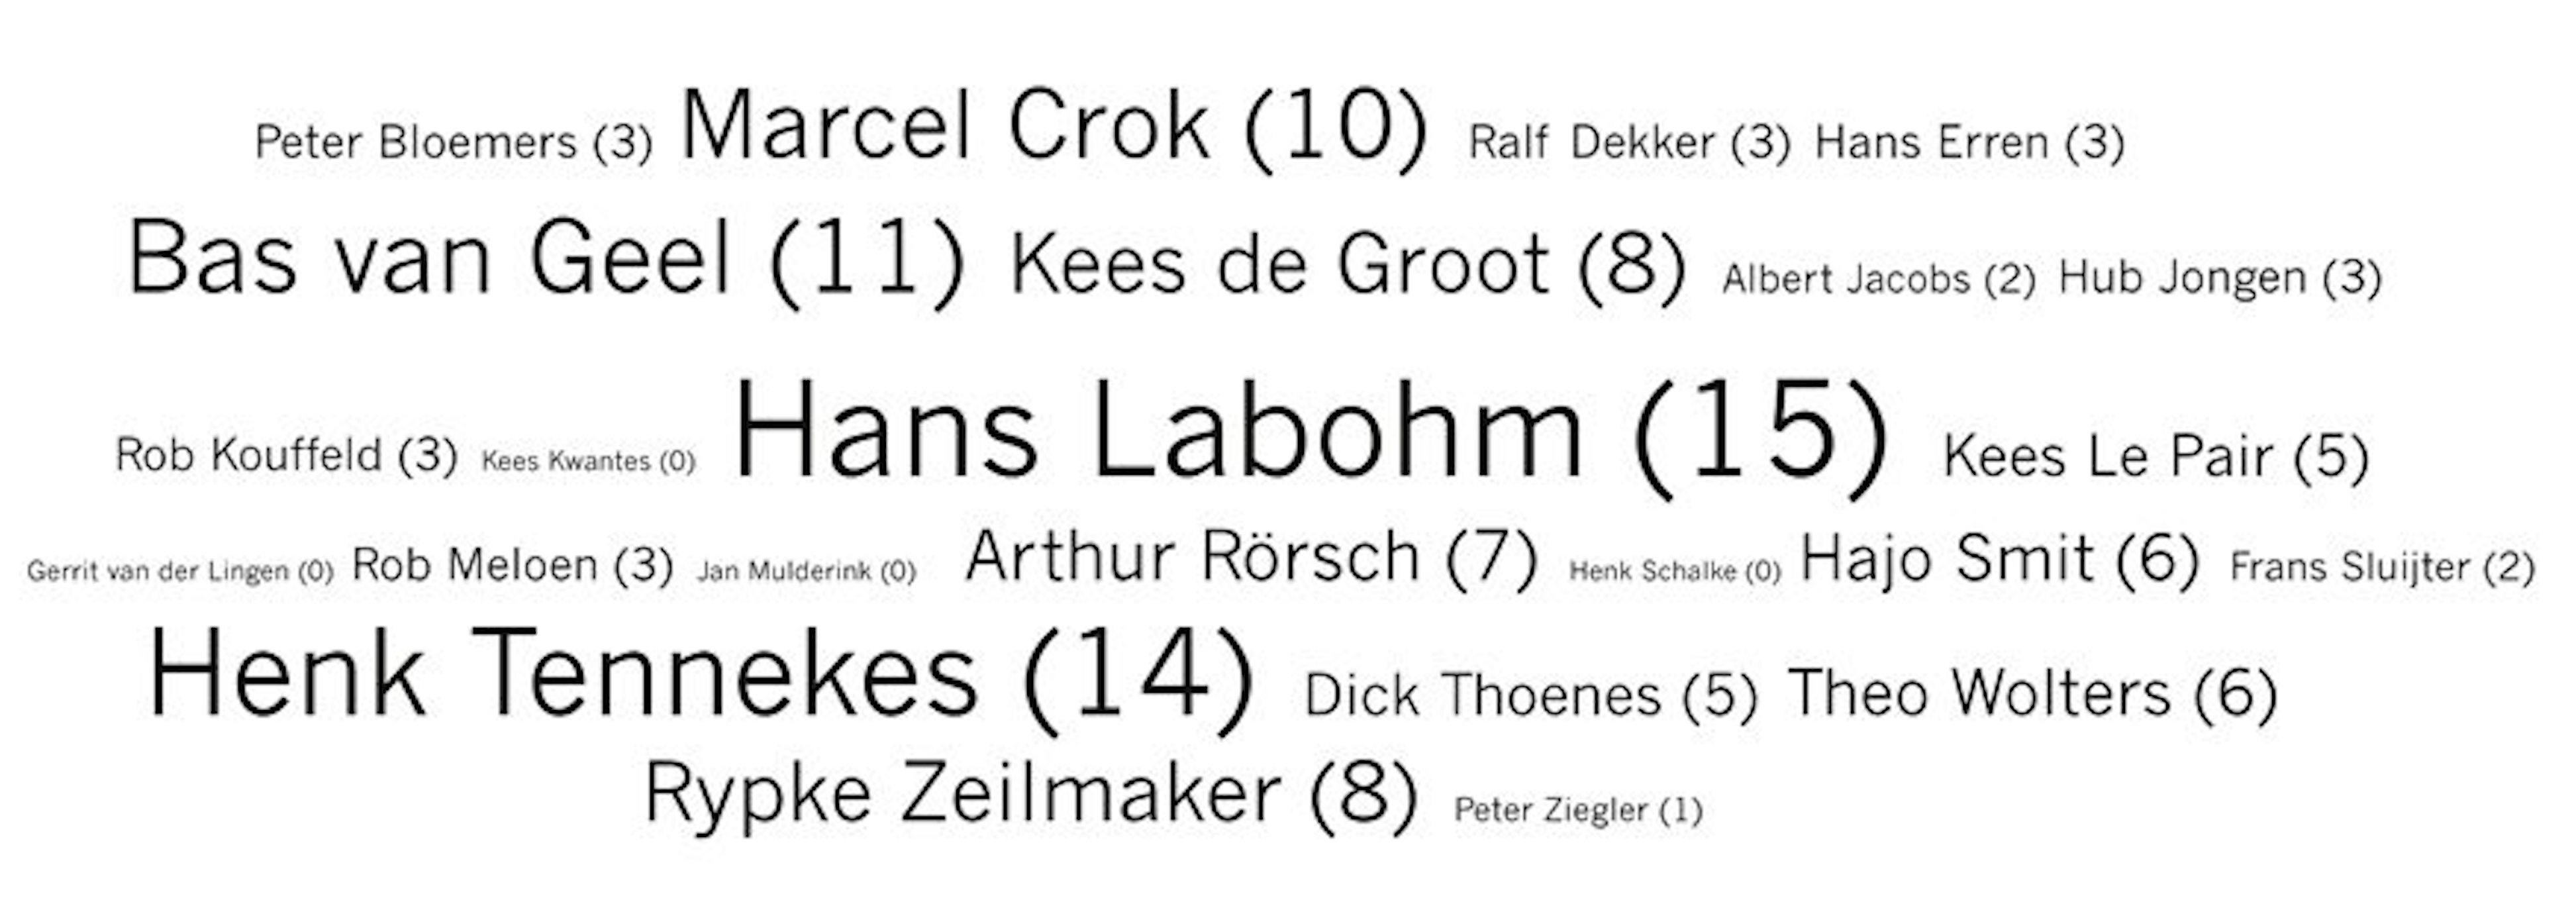 Peter Bloemers (3) Marcel Crok (10) Ralf Dekker (3) Hans Erren (3)
Bas van Geel (11) Kees de Groot (8) Albert Jacobs (2) Hub Jongen (3)
Rob Kouffeld (3) Kees Kwantes (0) Hans Labohm (15) Kees Le Pair (5)
Gerrit van der Lingen (0) Rob Meloen (3) Jan Mulderink (0) Arthur Rörsch (7) Henk Schalke (0) Hajo Smit (6) Frans Sluijter (2)
Henk Tennekes (14) Dick Thoenes (5) Theo Wolters (6)
Rypke Zeilmaker (8) Peter Ziegler (1)